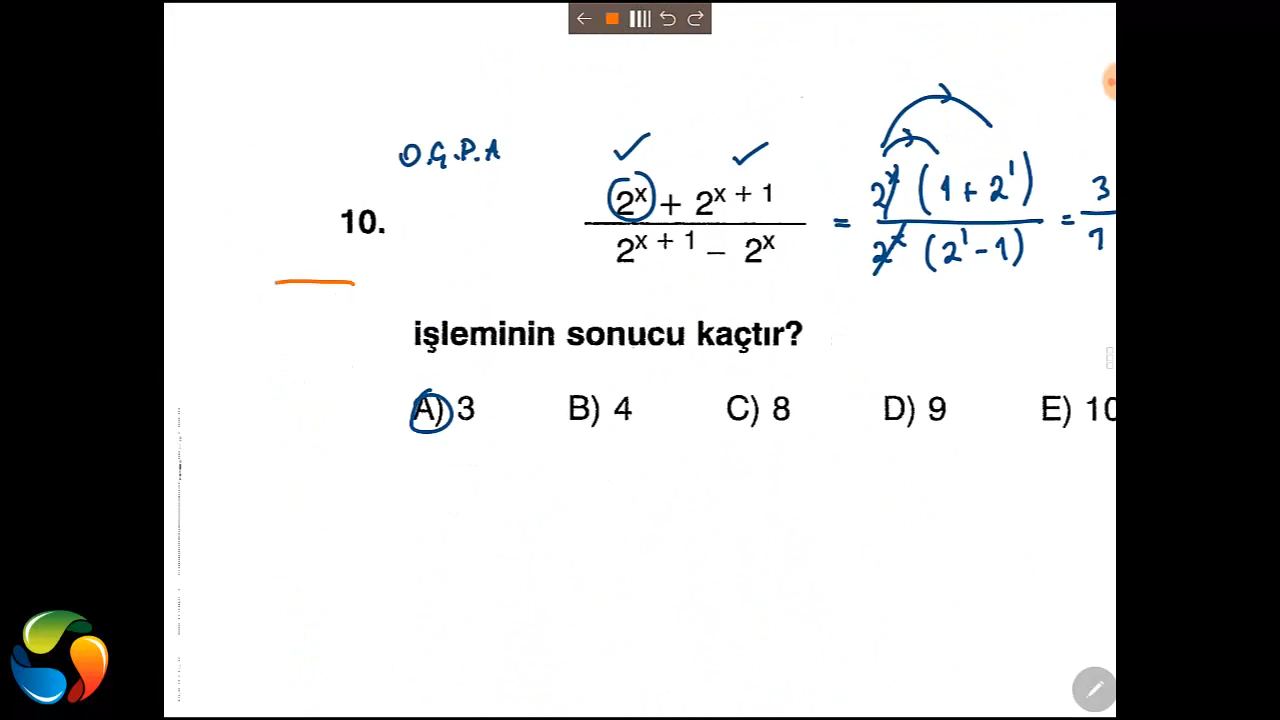 O.G.P.A
10.
2^x + 2^(x + 1) / 2^(x + 1) − 2^x = 2^x (1 + 2^1) / 2^x (2^1 − 1) = 3 / 1
işleminin sonucu kaçtır?
A) 3 B) 4 C) 8 D) 9 E) 10